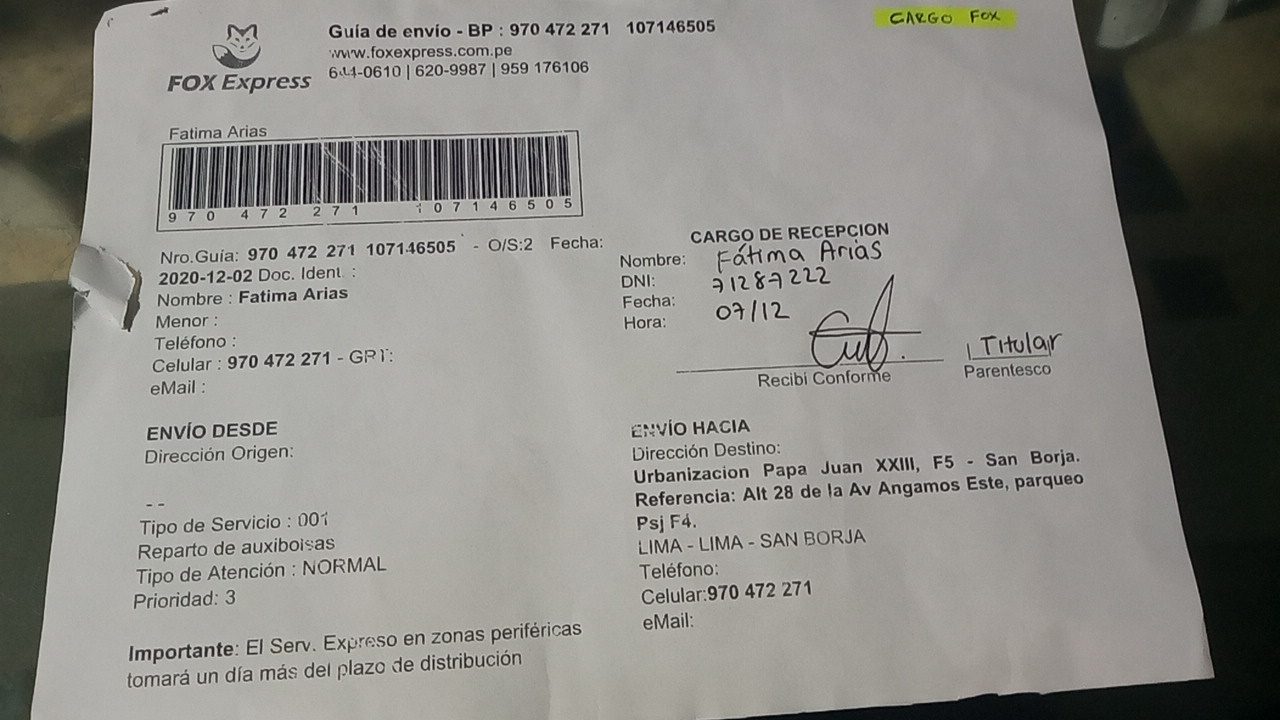 CARGO FOX
FOX Express
Guía de envío - BP : 970 472 271 107146505
www.foxexpress.com.pe
644-0610 | 620-9987 | 959 176106
Fatima Arias
970 472 271 107146505
Nro.Guía: 970 472 271 107146505 - O/S:2 Fecha:
2020-12-02 Doc. Ident. :
Nombre : Fatima Arias
Menor :
Teléfono :
Celular : 970 472 271 - GPT:
eMail :
CARGO DE RECEPCION
Nombre: Fátima Arias
DNI: 71287222
Fecha: 07/12
Hora:
Titular
Recibi Conforme Parentesco
ENVÍO DESDE
Dirección Origen:
- -
Tipo de Servicio : 001
Reparto de auxiboisas
Tipo de Atención : NORMAL
Prioridad: 3
ENVÍO HACIA
Dirección Destino:
Urbanizacion Papa Juan XXIII, F5 - San Borja.
Referencia: Alt 28 de la Av Angamos Este, parqueo
Psj F4.
LIMA - LIMA - SAN BORJA
Teléfono:
Celular:970 472 271
eMail:
Importante: El Serv. Expreso en zonas periféricas
tomará un día más del plazo de distribución